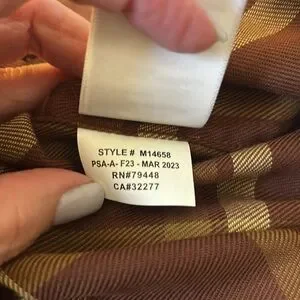 STYLE # M14658
PSA-A- F23 - MAR 2023
RN#79448
CA#32277